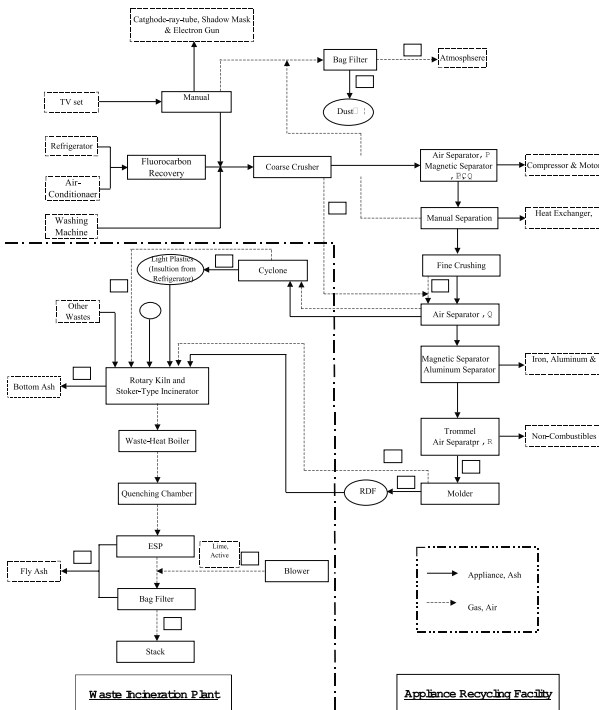 Catghode-ray-tube, Shadow Mask
& Electron Gun
Bag Filter
Atmophsere
TV set
Manual
Dust
Refrigerator
Air-
Conditionaer
Fluorocarbon
Recovery
Coarse Crusher
Air Separator, P
Magnetic Separator
, PCQ
Compressor & Motor
Washing
Machine
Manual Separation
Heat Exchanger,
Light Plastics
(Insultion from
Refrigerator)
Cyclone
Fine Crushing
Other
Wastes
Air Separator , Q
Bottom Ash
Rotary Kiln and
Stoker-Type Incinerator
Magnetic Separator
Aluminum Separator
Iron, Aluminum &
Waste-Heat Boiler
Trommel
Air Separatpr , R
Non-Combustibles
Quenching Chamber
RDF
Molder
ESP
Lime,
Active
Fly Ash
Blower
Bag Filter
Stack
Appliance, Ash
Gas, Air
Waste Incineration Plant
Appliance Recycling Facility